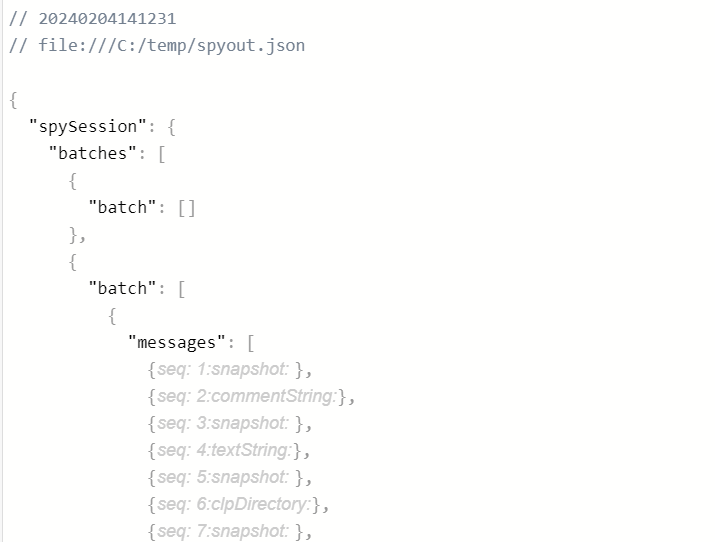 // 20240204141231
// file:///C:/temp/spyout.json
{
"spySession": {
"batches": [
{
"batch": []
},
{
"batch": [
{
"messages": [
{seq: 1:snapshot: },
{seq: 2:commentString:},
{seq: 3:snapshot: },
{seq: 4:textString:},
{seq: 5:snapshot: },
{seq: 6:clpDirectory:},
{seq: 7:snapshot: },